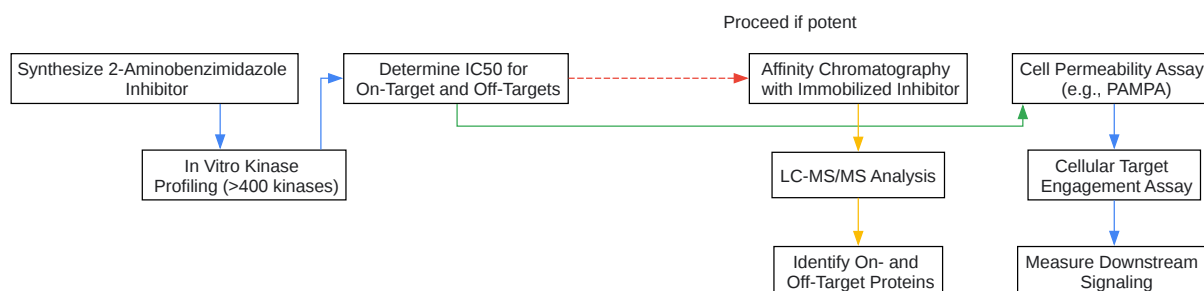 Proceed if potent
Synthesize 2-Aminobenzimidazole
Inhibitor
Determine IC50 for
On-Target and Off-Targets
Affinity Chromatography
with Immobilized Inhibitor
Cell Permeability Assay
(e.g., PAMPA)
In Vitro Kinase
Profiling (>400 kinases)
LC-MS/MS Analysis
Cellular Target
Engagement Assay
Identify On- and
Off-Target Proteins
Measure Downstream
Signaling